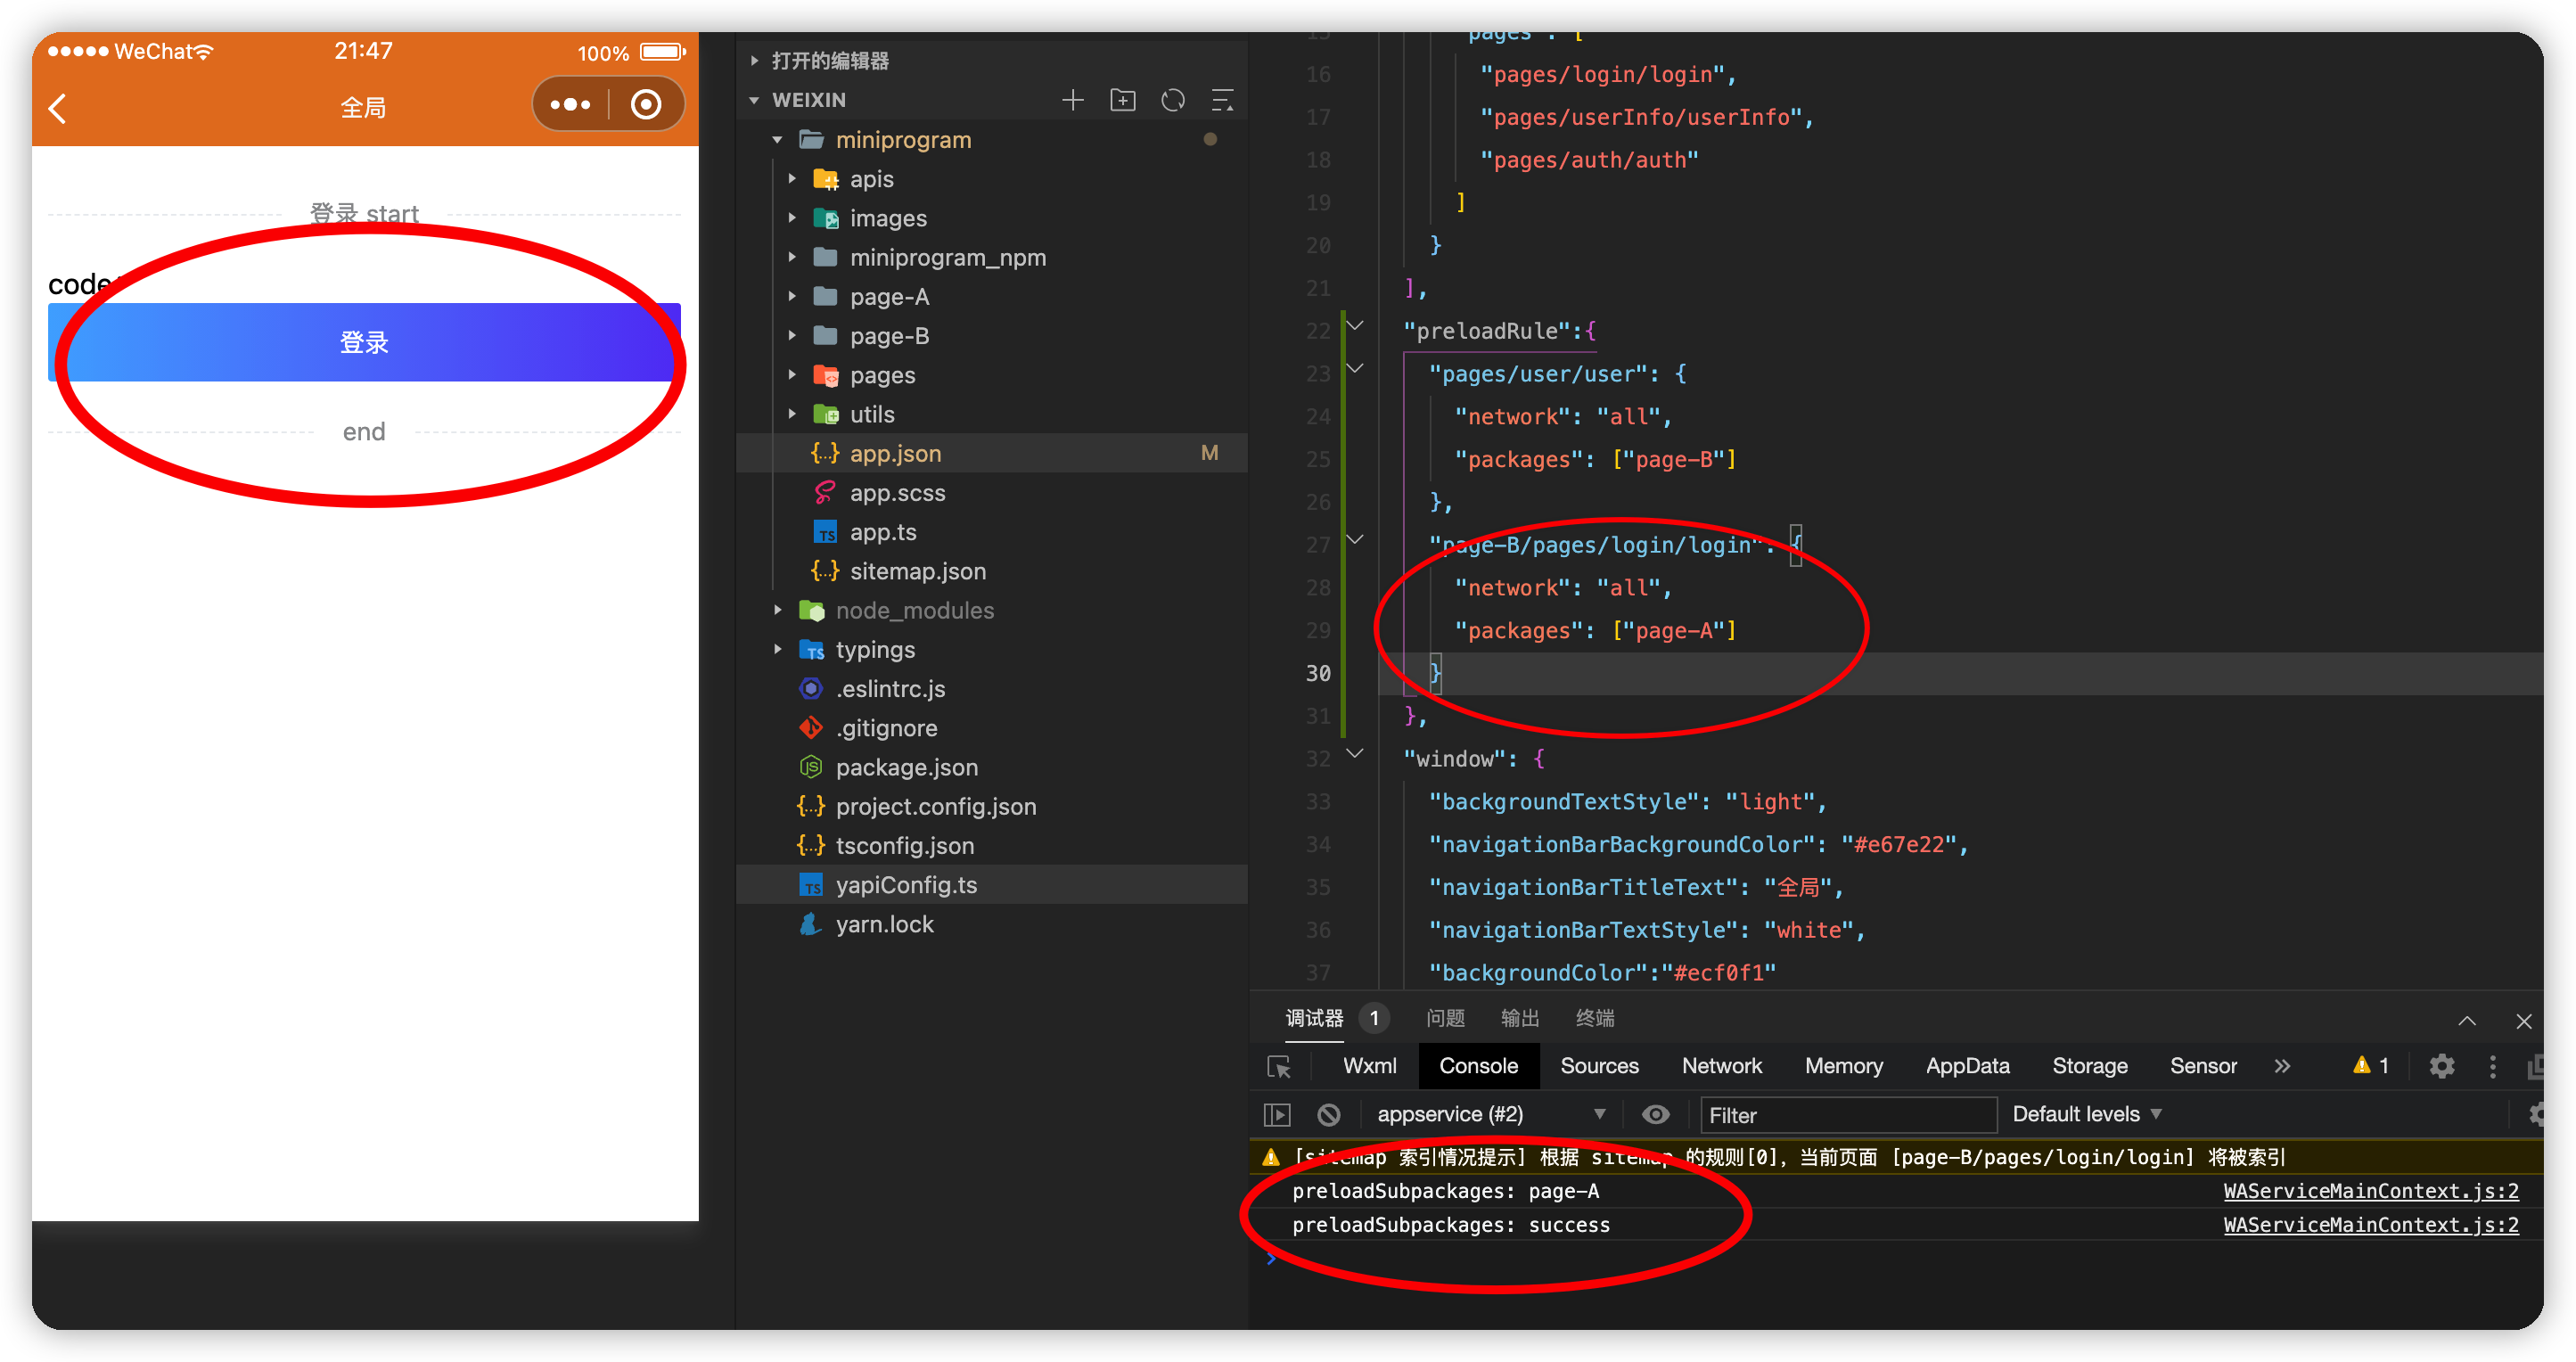 WeChat 21:47 100%
全局
登录 start
登录
end
打开的编辑器
WEIXIN
miniprogram
apis
images
miniprogram_npm
page-A
page-B
pages
utils
app.json M
app.scss
app.ts
sitemap.json
node_modules
typings
.eslintrc.js
.gitignore
package.json
project.config.json
tsconfig.json
yapiConfig.ts
yarn.lock
15 "pages": [
16 "pages/login/login",
17 "pages/userInfo/userInfo",
18 "pages/auth/auth"
19 ]
20 }
21 ],
22 "preloadRule":{
23 "pages/user/user": {
24 "network": "all",
25 "packages": ["page-B"]
26 },
27 "page-B/pages/login/login": {
28 "network": "all",
29 "packages": ["page-A"]
30 }
31 },
32 "window": {
33 "backgroundTextStyle": "light",
34 "navigationBarBackgroundColor": "#e67e22",
35 "navigationBarTitleText": "全局",
36 "navigationBarTextStyle": "white",
37 "backgroundColor":"#ecf0f1"
调试器 1 问题 输出 终端
Wxml Console Sources Network Memory AppData Storage Sensor 1
appservice (#2) Filter Default levels
[sitemap 索引情况提示] 根据 sitemap 的规则[0], 当前页面 [page-B/pages/login/login] 将被索引
preloadSubpackages: page-A WAServiceMainContext.js:2
preloadSubpackages: success WAServiceMainContext.js:2